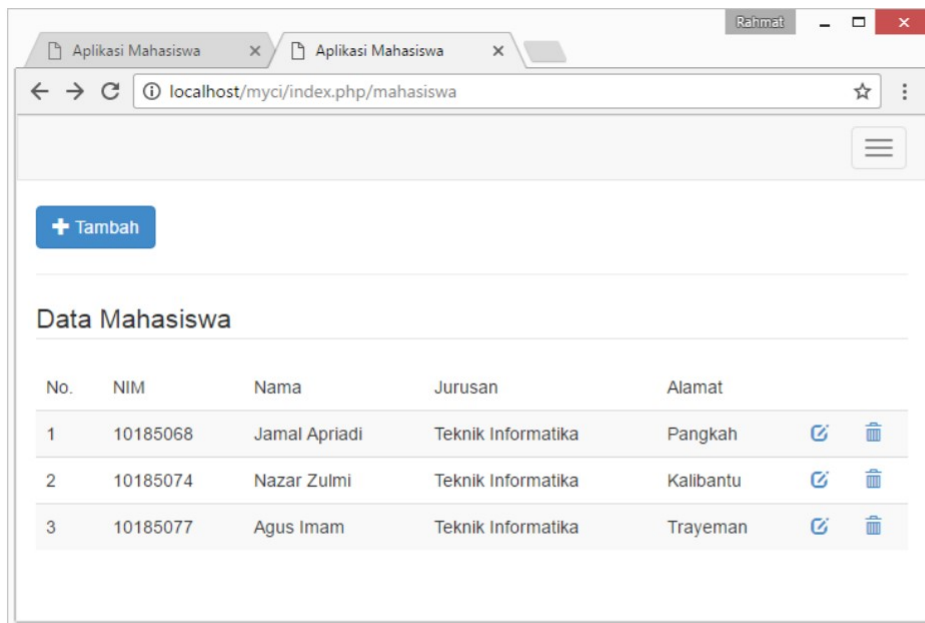 Rahmat
Aplikasi Mahasiswa
Aplikasi Mahasiswa
localhost/myci/index.php/mahasiswa
Tambah
Data Mahasiswa
No. NIM Nama Jurusan Alamat
1 10185068 Jamal Apriadi Teknik Informatika Pangkah
2 10185074 Nazar Zulmi Teknik Informatika Kalibantu
3 10185077 Agus Imam Teknik Informatika Trayeman